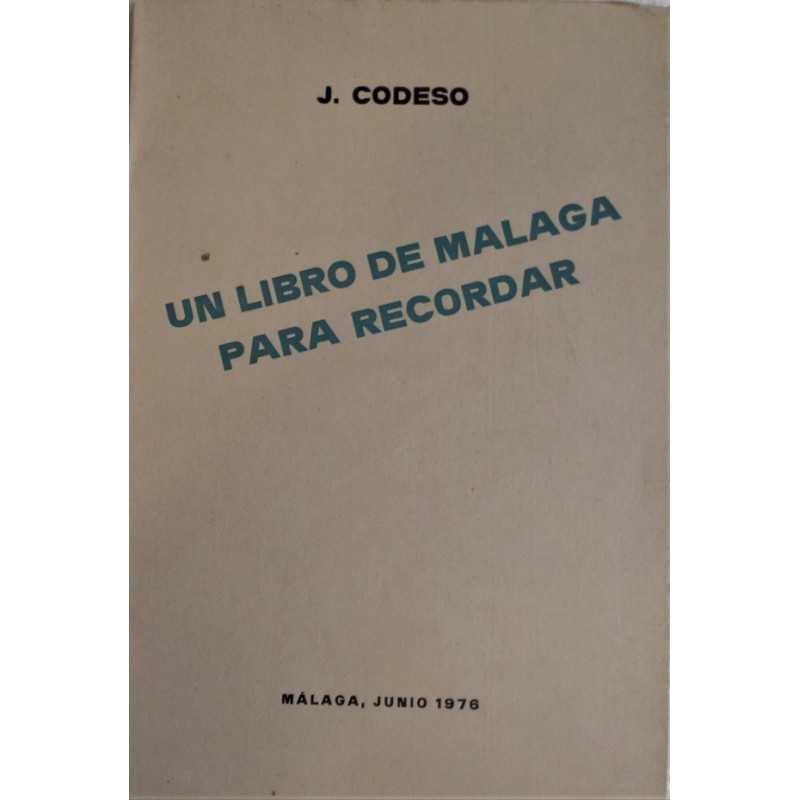 J. CODESO
UN LIBRO DE MALAGA
PARA RECORDAR
MÁLAGA, JUNIO 1976